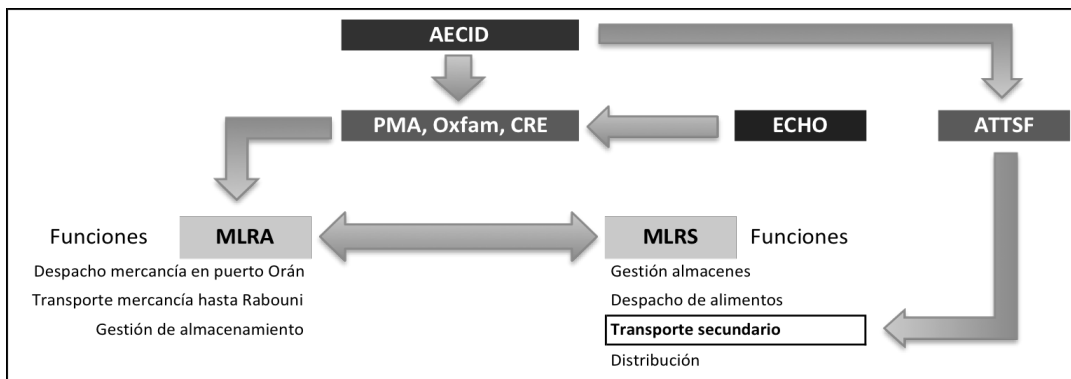 AECID
PMA, Oxfam, CRE
ECHO
ATTSF
Funciones
MLRA
MLRS
Funciones
Despacho mercancía en puerto Orán
Transporte mercancía hasta Rabouni
Gestión de almacenamiento
Gestión almacenes
Despacho de alimentos
Transporte secundario
Distribución